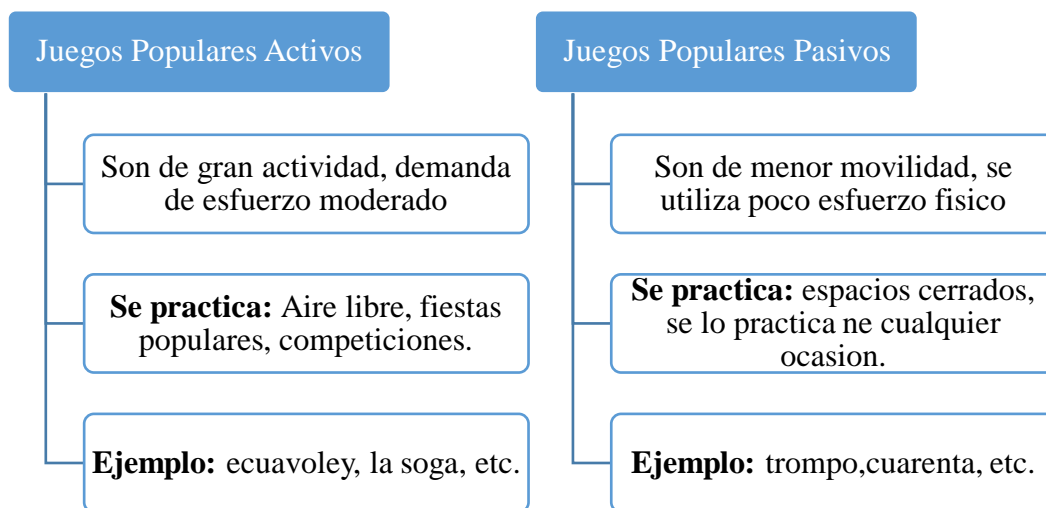 Juegos Populares Activos
Son de gran actividad, demanda
de esfuerzo moderado
Se practica: Aire libre, fiestas
populares, competiciones.
Ejemplo: ecuavoley, la soga, etc.
Juegos Populares Pasivos
Son de menor movilidad, se
utiliza poco esfuerzo fisico
Se practica: espacios cerrados,
se lo practica ne cualquier
ocasion.
Ejemplo: trompo,cuarenta, etc.